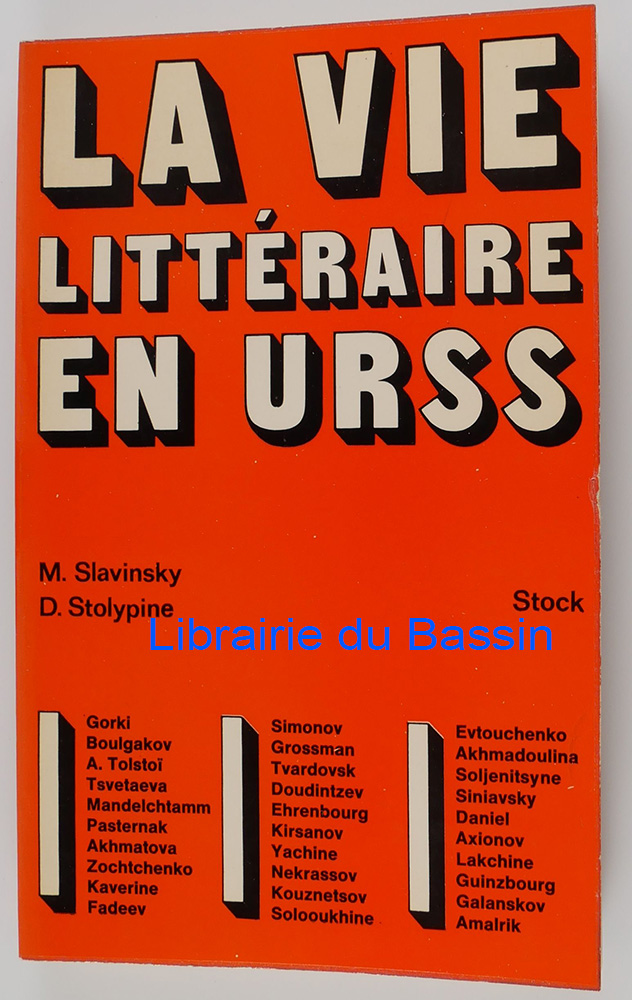 LA VIE
LITTÉRAIRE
EN URSS
M. Slavinsky
D. Stolypine
Stock
Librairie du Bassin
Gorki
Boulgakov
A. Tolstoï
Tsvetaeva
Mandelchtamm
Pasternak
Akhmatova
Zochtchenko
Kaverine
Fadeev
Simonov
Grossman
Tvardovsk
Doudintzev
Ehrenbourg
Kirsanov
Yachine
Nekrassov
Kouznetsov
Solooukhine
Evtouchenko
Akhmadoulina
Soljenitsyne
Siniavsky
Daniel
Axionov
Lakchine
Guinzbourg
Galanskov
Amalrik